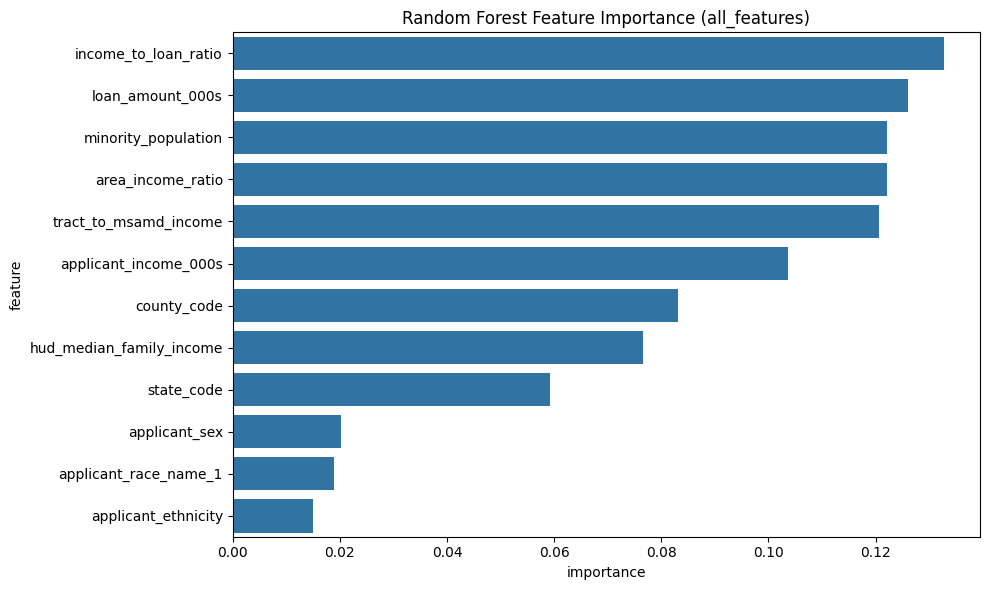 Random Forest Feature Importance (all_features)
income_to_loan_ratio
loan_amount_000s
minority_population
area_income_ratio
tract_to_msamd_income
applicant_income_000s
county_code
hud_median_family_income
state_code
applicant_sex
applicant_race_name_1
applicant_ethnicity
feature
0.00 0.02 0.04 0.06 0.08 0.10 0.12
importance